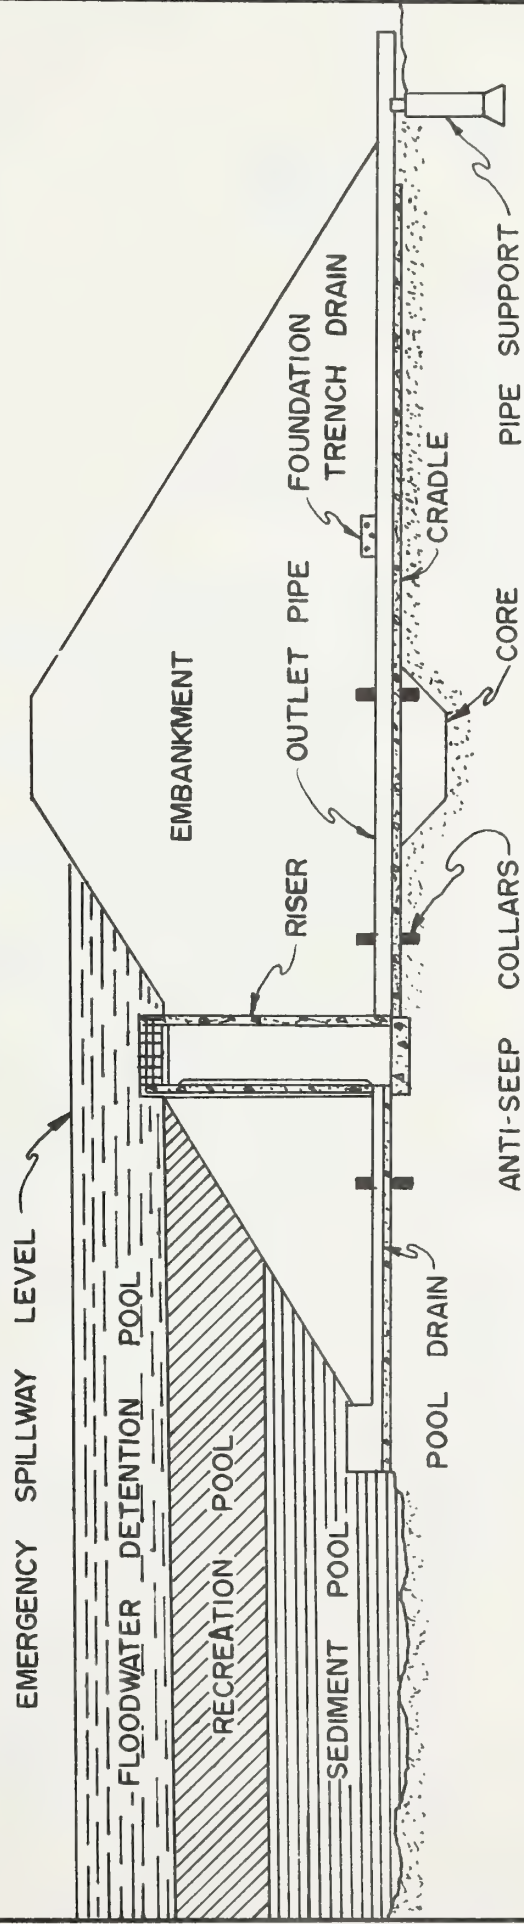 EMERGENCY SPILLWAY LEVEL
FLOODWATER DETENTION POOL
RECREATION POOL
SEDIMENT POOL
POOL DRAIN
RISER
EMBANKMENT
OUTLET PIPE
FOUNDATION
TRENCH DRAIN
CRADLE
ANTI-SEEP COLLARS
CORE
PIPE SUPPORT